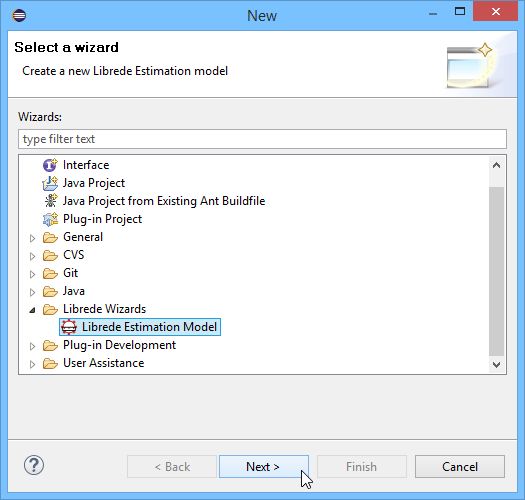 New
Select a wizard
Create a new Librede Estimation model
Wizards:
type filter text
Interface
Java Project
Java Project from Existing Ant Buildfile
Plug-in Project
General
CVS
Git
Java
Librede Wizards
Librede Estimation Model
Plug-in Development
User Assistance
< Back
Next >
Finish
Cancel